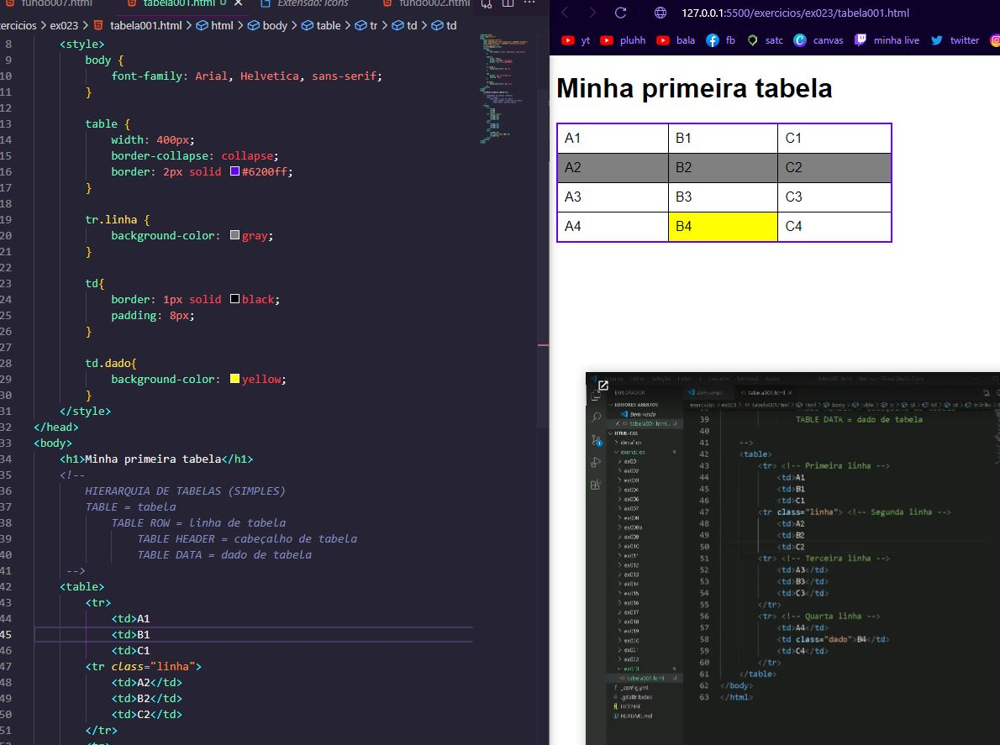 fundo007.html
tabela001.html U
Extensão: Icons
fundo002.html
ercicios > ex023 > tabela001.html > html > body > table > tr > td > td
8 <style>
9 body {
10 font-family: Arial, Helvetica, sans-serif;
11 }
12
13 table {
14 width: 400px;
15 border-collapse: collapse;
16 border: 2px solid #6200ff;
17 }
18
19 tr.linha {
20 background-color: gray;
21 }
22
23 td{
24 border: 1px solid black;
25 padding: 8px;
26 }
27
28 td.dado{
29 background-color: yellow;
30 }
31 </style>
32 </head>
33 <body>
34 <h1>Minha primeira tabela</h1>
35 <!--
36 HIERARQUIA DE TABELAS (SIMPLES)
37 TABLE = tabela
38 TABLE ROW = linha de tabela
39 TABLE HEADER = cabeçalho de tabela
40 TABLE DATA = dado de tabela
41 -->
42 <table>
43 <tr>
44 <td>A1
45 <td>B1
46 <td>C1
47 <tr class="linha">
48 <td>A2</td>
49 <td>B2</td>
50 <td>C2</td>
51 </tr>
<tr>
127.0.0.1:5500/exercicios/ex023/tabela001.html
yt pluhh bala fb satc canvas minha live twitter
Minha primeira tabela
A1 B1 C1
A2 B2 C2
A3 B3 C3
A4 B4 C4
EXPLORADOR
EDITORES ABERTOS
Bem-vindo
tabela001.html... U
HTML-CSS
desafios
exercicios
ex001
ex002
ex003
ex004
ex006
ex007
ex008
ex008b
ex009
ex010
ex011
ex012
ex013
ex014
ex015
ex016
ex017
ex018
ex019
ex020
ex021
ex022
ex023
tabela001.html U
_config.yml
.gitattributes
LICENSE
README.md
Bem-vindo
tabela001.html
39 TABLE DATA = dado de tabela
40
41 -->
42 <table>
43 <tr> <!-- Primeira linha -->
44 <td>A1
45 <td>B1
46 <td>C1
47 <tr class="linha"> <!-- Segunda linha -->
48 <td>A2
49 <td>B2
50 <td>C2
51 <tr> <!-- Terceira linha -->
52 <td>A3</td>
53 <td>B3</td>
54 <td>C3</td>
55 </tr>
56 <tr> <!-- Quarta linha -->
57 <td>A4</td>
58 <td class="dado">B4</td>
59 <td>C4</td>
60 </tr>
61 </table>
62 </body>
63 </html>